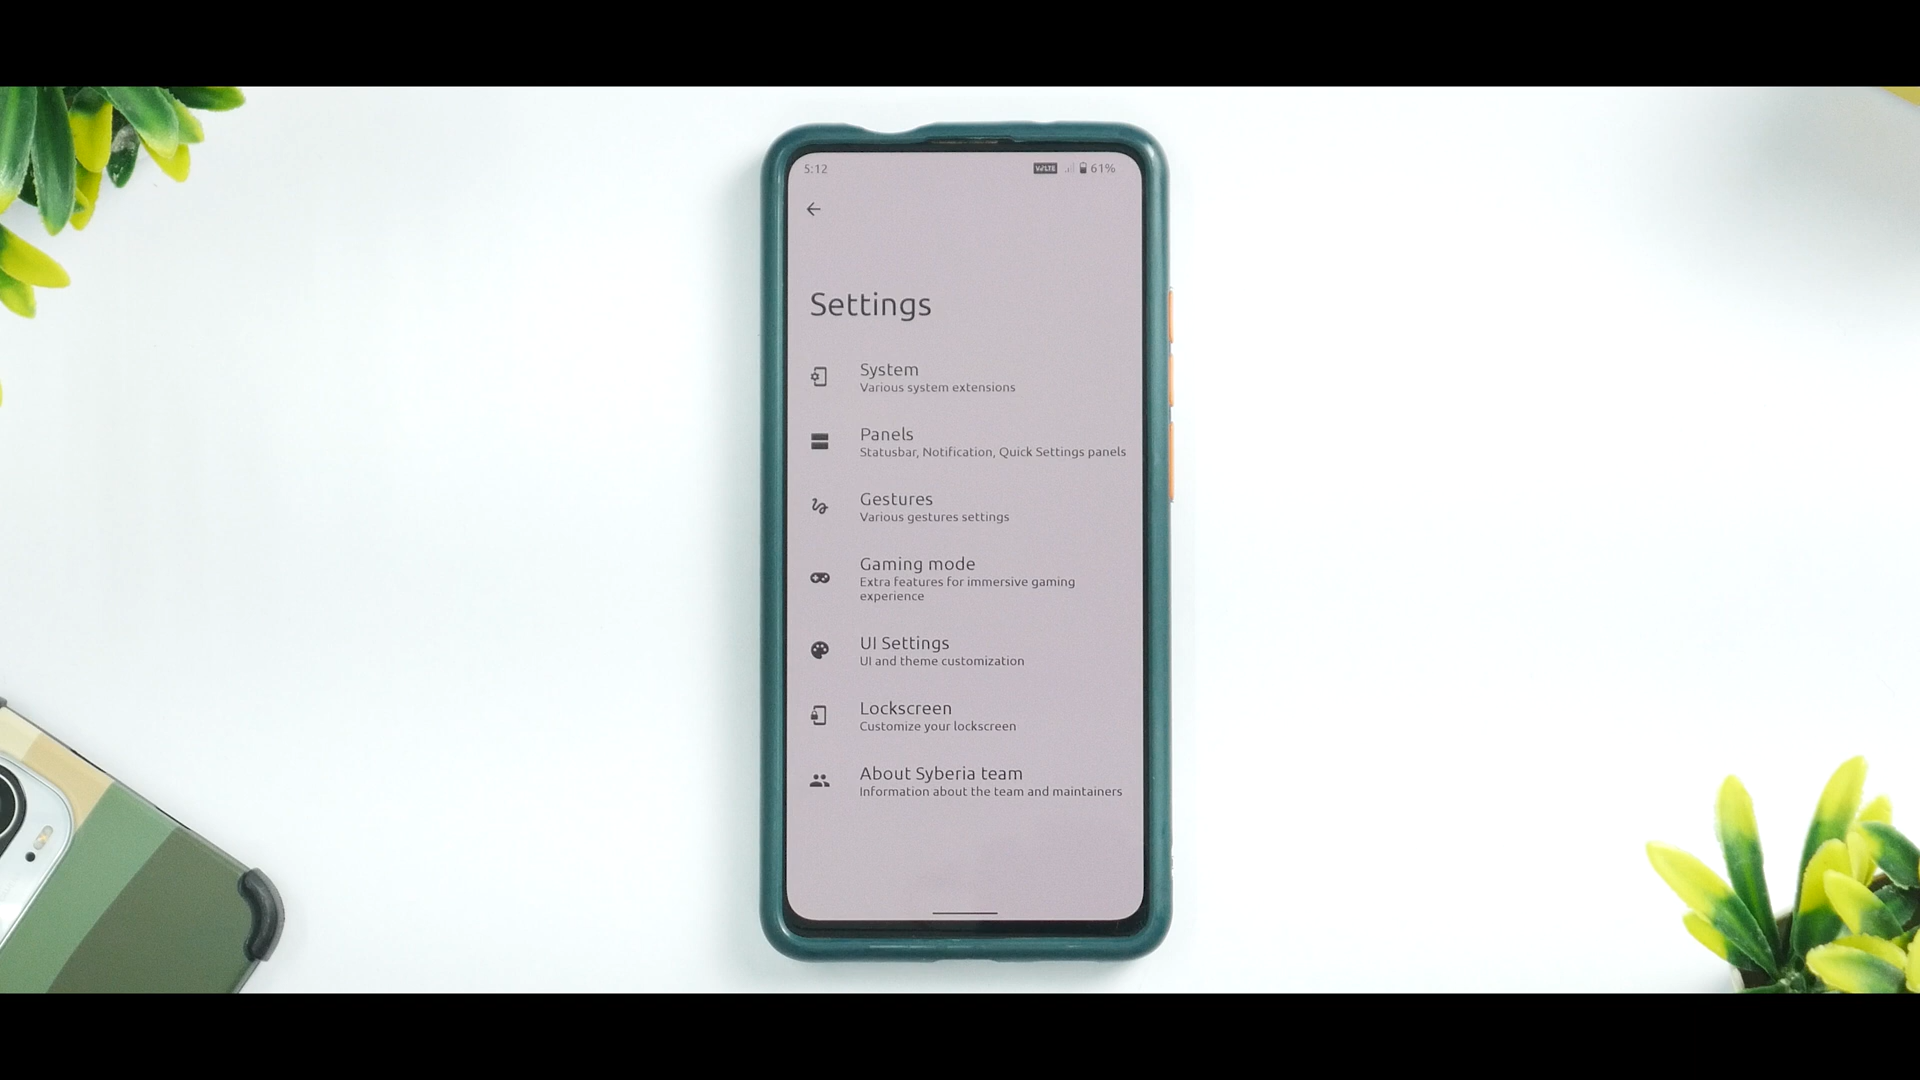 5:12
VoLTE 61%
Settings
System
Various system extensions
Panels
Statusbar, Notification, Quick Settings panels
Gestures
Various gestures settings
Gaming mode
Extra features for immersive gaming
experience
UI Settings
UI and theme customization
Lockscreen
Customize your lockscreen
About Syberia team
Information about the team and maintainers